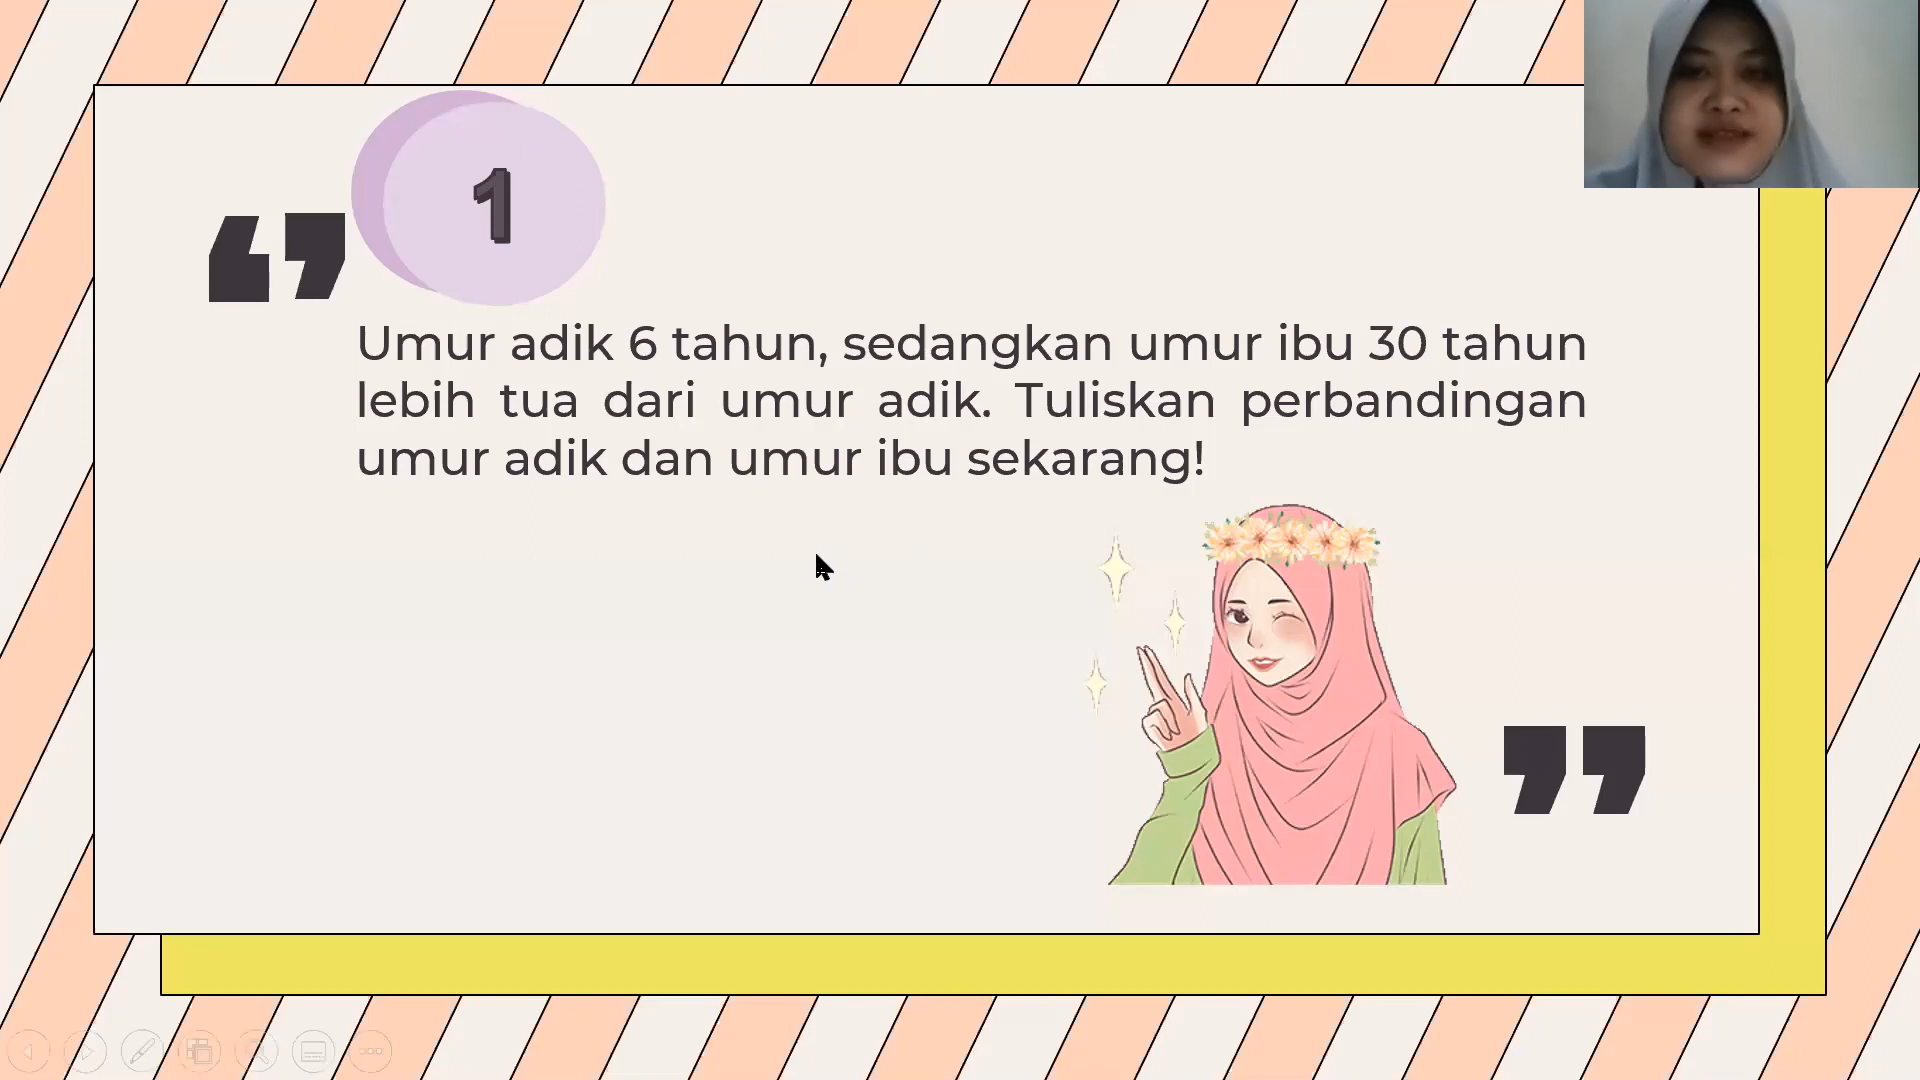 1
Umur adik 6 tahun, sedangkan umur ibu 30 tahun
lebih tua dari umur adik. Tuliskan perbandingan
umur adik dan umur ibu sekarang!